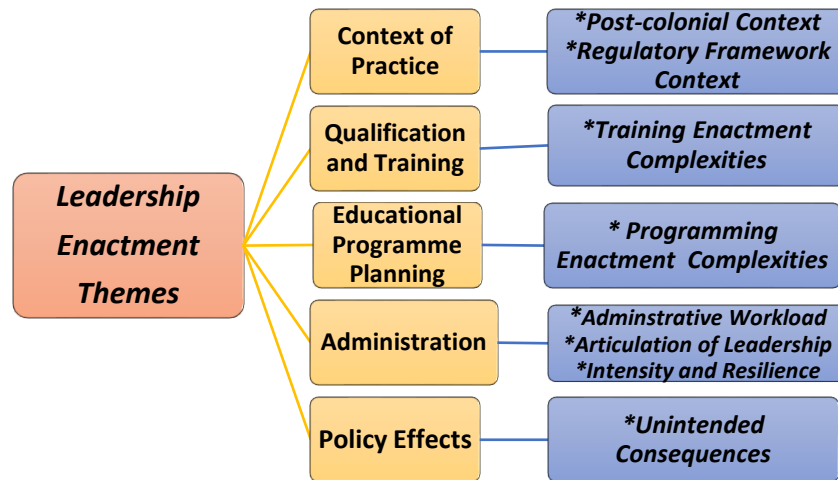 Leadership
Enactment
Themes
Context of
Practice
*Post-colonial Context
*Regulatory Framework
Context
Qualification
and Training
*Training Enactment
Complexities
Educational
Programme
Planning
* Programming
Enactment Complexities
Administration
*Adminstrative Workload
*Articulation of Leadership
*Intensity and Resilience
Policy Effects
*Unintended
Consequences